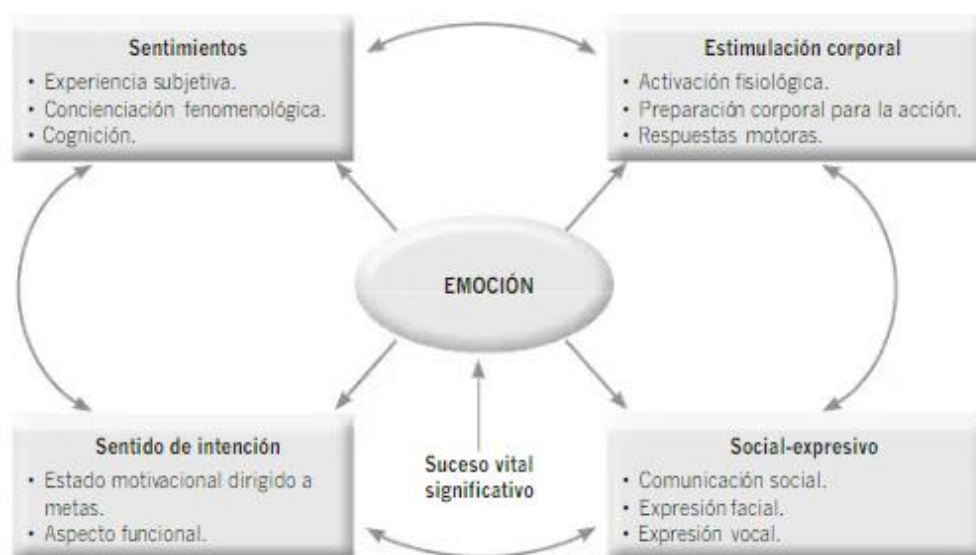 Sentimientos
• Experiencia subjetiva.
• Concienciación fenomenológica.
• Cognición.
Estimulación corporal
• Activación fisiológica.
• Preparación corporal para la acción.
• Respuestas motoras.
EMOCIÓN
Sentido de intención
• Estado motivacional dirigido a
metas.
• Aspecto funcional.
Suceso vital
significativo
Social-expresivo
• Comunicación social.
• Expresión facial.
• Expresión vocal.